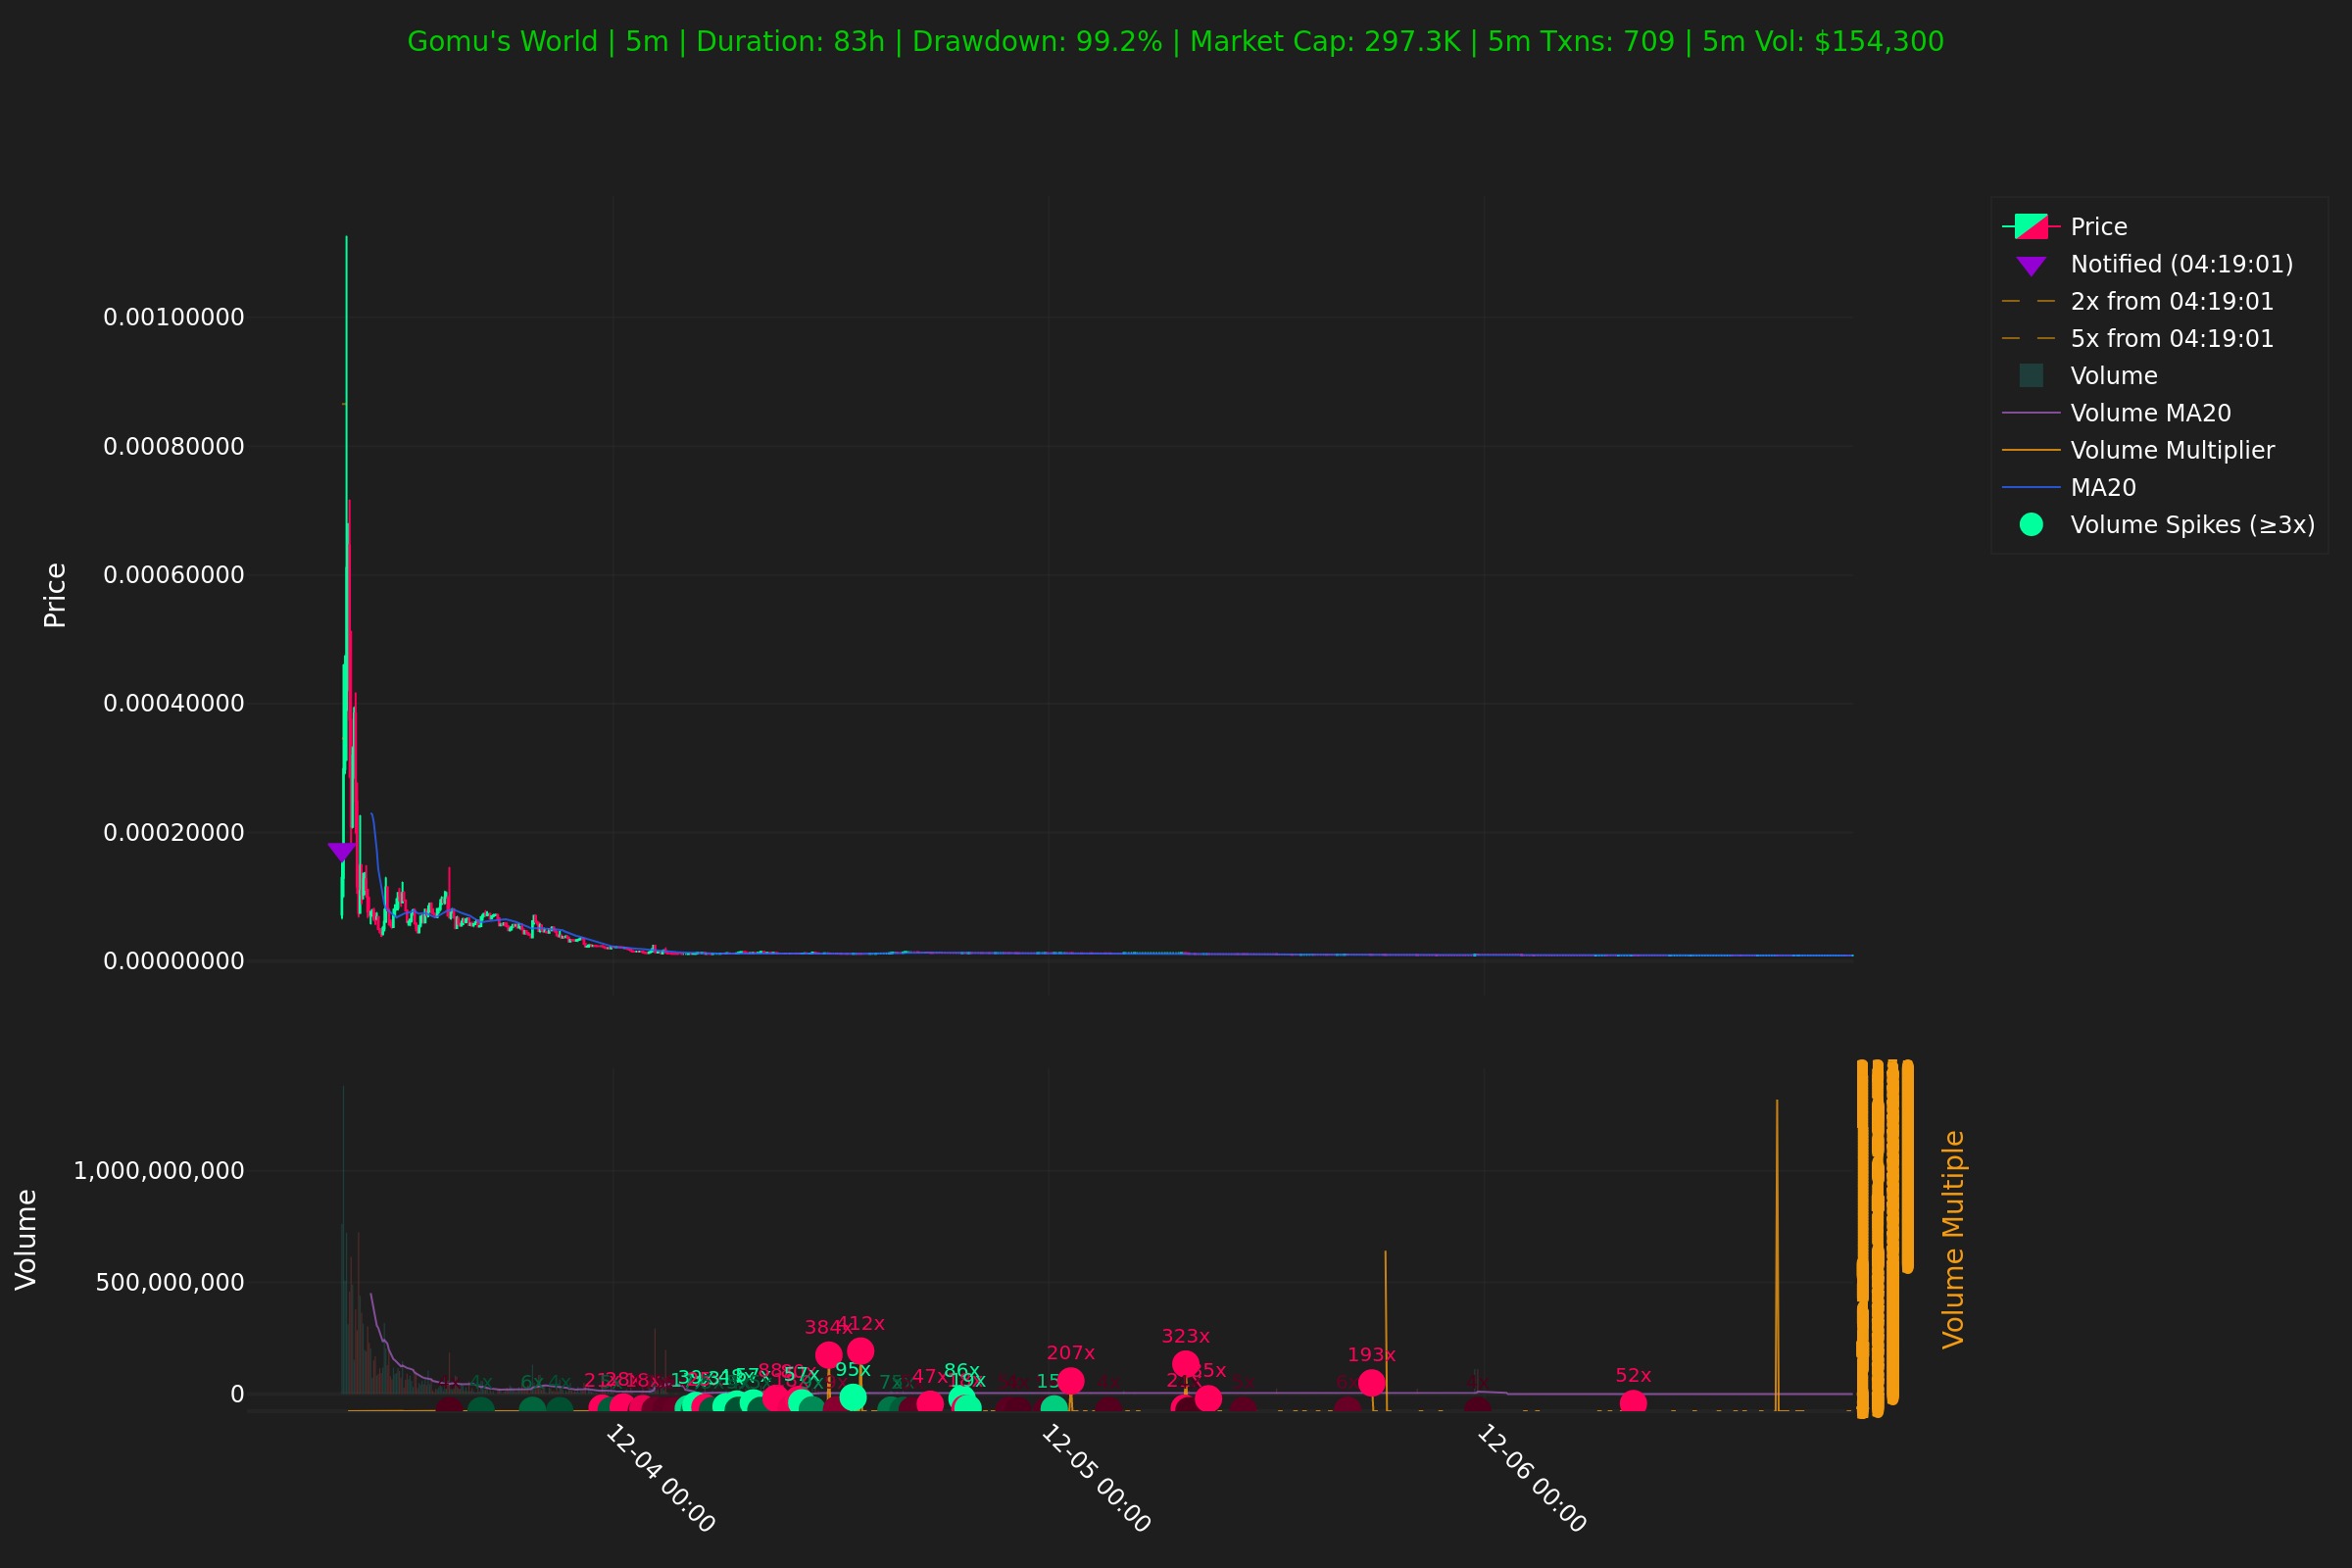 Gomu's World | 5m | Duration: 83h | Drawdown: 99.2% | Market Cap: 297.3K | 5m Txns: 709 | 5m Vol: $154,300
Price
0.00100000
0.00080000
0.00060000
0.00040000
0.00020000
0.00000000
Price
Notified (04:19:01)
2x from 04:19:01
5x from 04:19:01
Volume
Volume MA20
Volume Multiplier
MA20
Volume Spikes (≥3x)
Volume
1,000,000,000
500,000,000
0
4x
6x
4x
384x
412x
57x
95x
47x
86x
19x
207x
323x
193x
52x
Volume Multiple
12-04 00:00
12-05 00:00
12-06 00:00